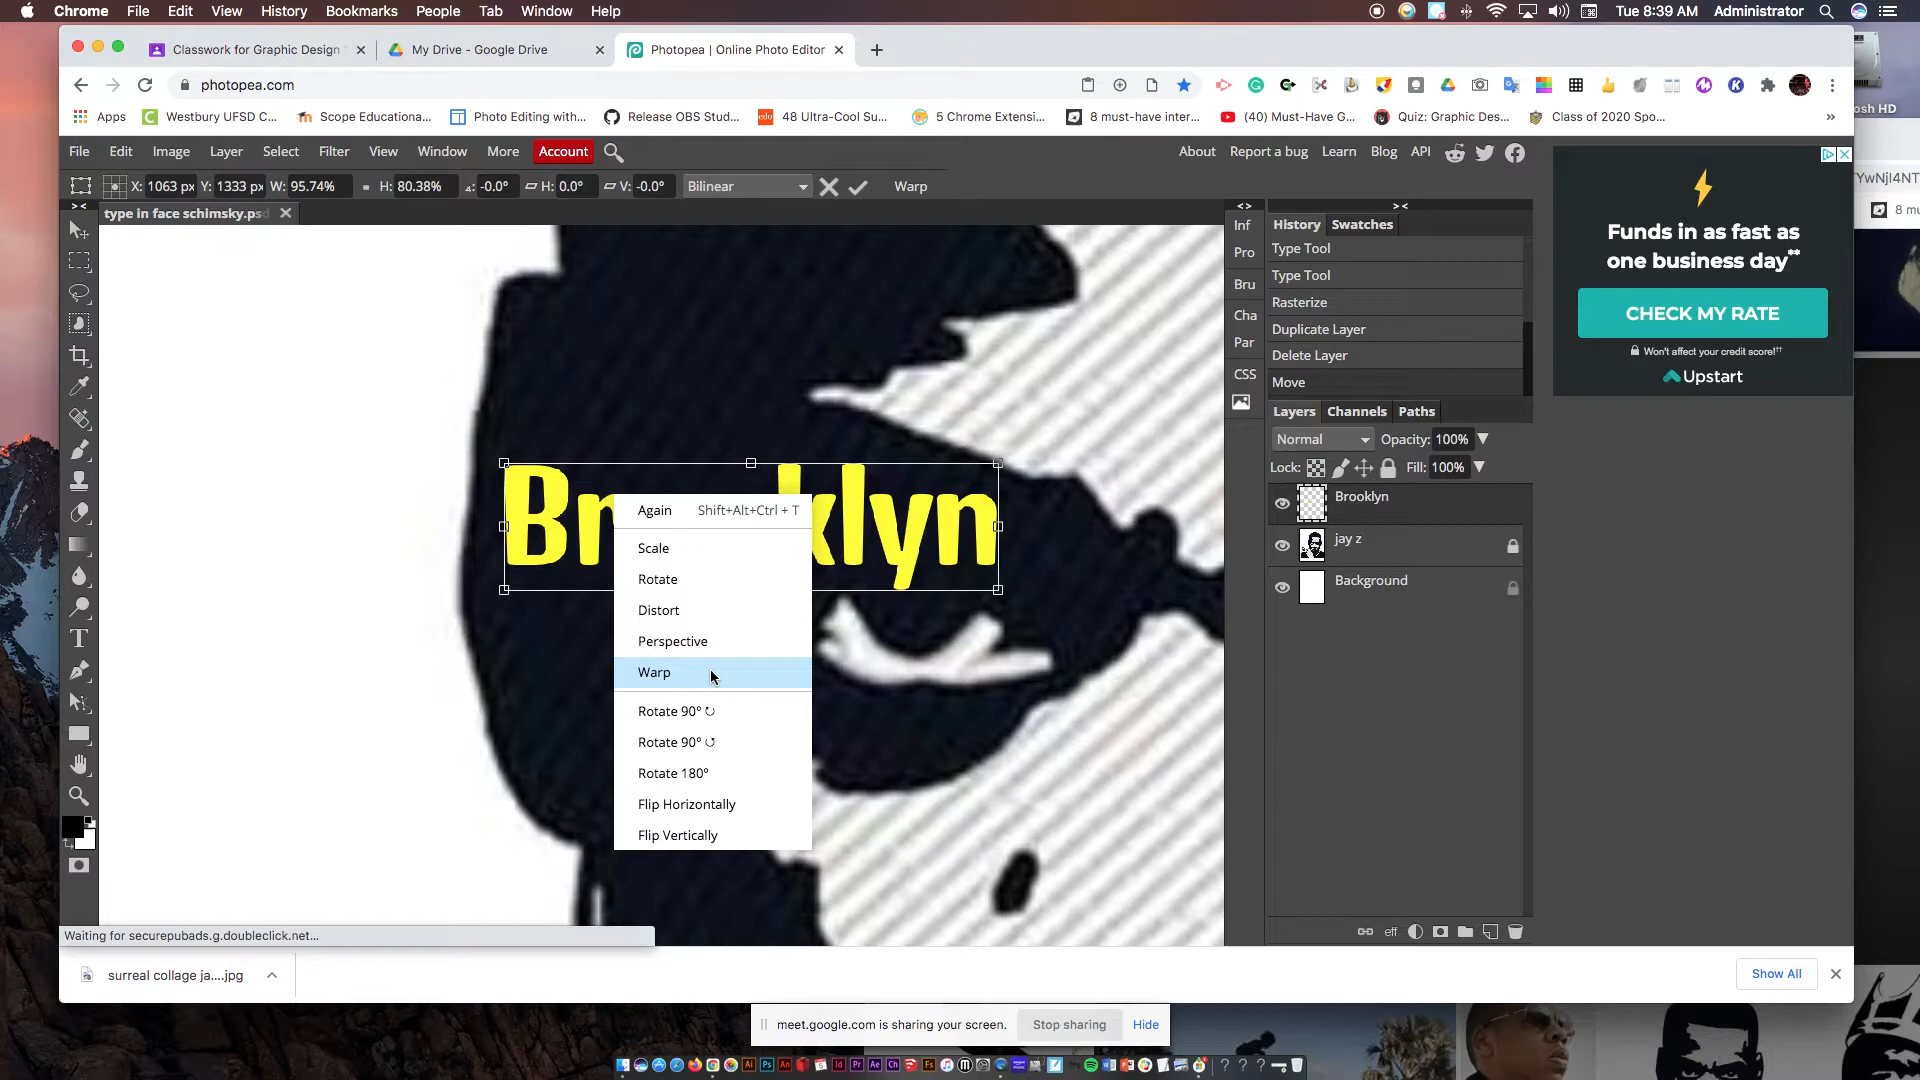 Chrome File Edit View History Bookmarks People Tab Window Help
Tue 8:39 AM Administrator
Classwork for Graphic Design
My Drive - Google Drive
Photopea | Online Photo Editor
photopea.com
Apps
Westbury UFSD C...
Scope Educationa...
Photo Editing with...
Release OBS Stud...
48 Ultra-Cool Su...
5 Chrome Extensi...
8 must-have inter...
(40) Must-Have G...
Quiz: Graphic Des...
Class of 2020 Spo...
osh HD
File Edit Image Layer Select Filter View Window More Account
About Report a bug Learn Blog API
X: 1063 px Y: 1333 px W: 95.74% H: 80.38% -0.0° H: 0.0° V: -0.0° Bilinear Warp
type in face schimsky.psd
YwNjI4NT
8 mu
Inf
Pro
Bru
Cha
Par
CSS
History Swatches
Type Tool
Type Tool
Rasterize
Duplicate Layer
Delete Layer
Move
Layers Channels Paths
Normal Opacity: 100%
Lock: Fill: 100%
Brooklyn
jay z
Background
eff
Funds in as fast as
one business day**
CHECK MY RATE
Won't affect your credit score!††
Upstart
Again Shift+Alt+Ctrl + T
Scale
Rotate
Distort
Perspective
Warp
Rotate 90°
Rotate 90°
Rotate 180°
Flip Horizontally
Flip Vertically
Waiting for securepubads.g.doubleclick.net...
surreal collage ja....jpg
Show All
meet.google.com is sharing your screen.
Stop sharing
Hide